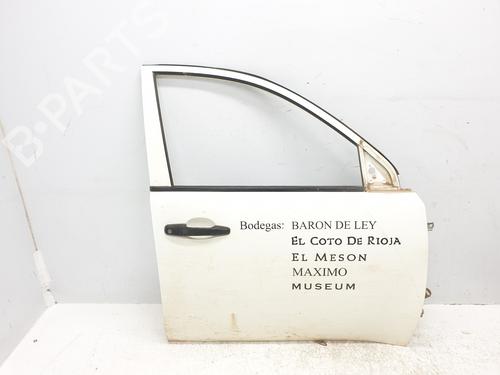 B-PARTS
Bodegas: BARON DE LEY
EL COTO DE RIOJA
EL MESON
MAXIMO
MUSEUM